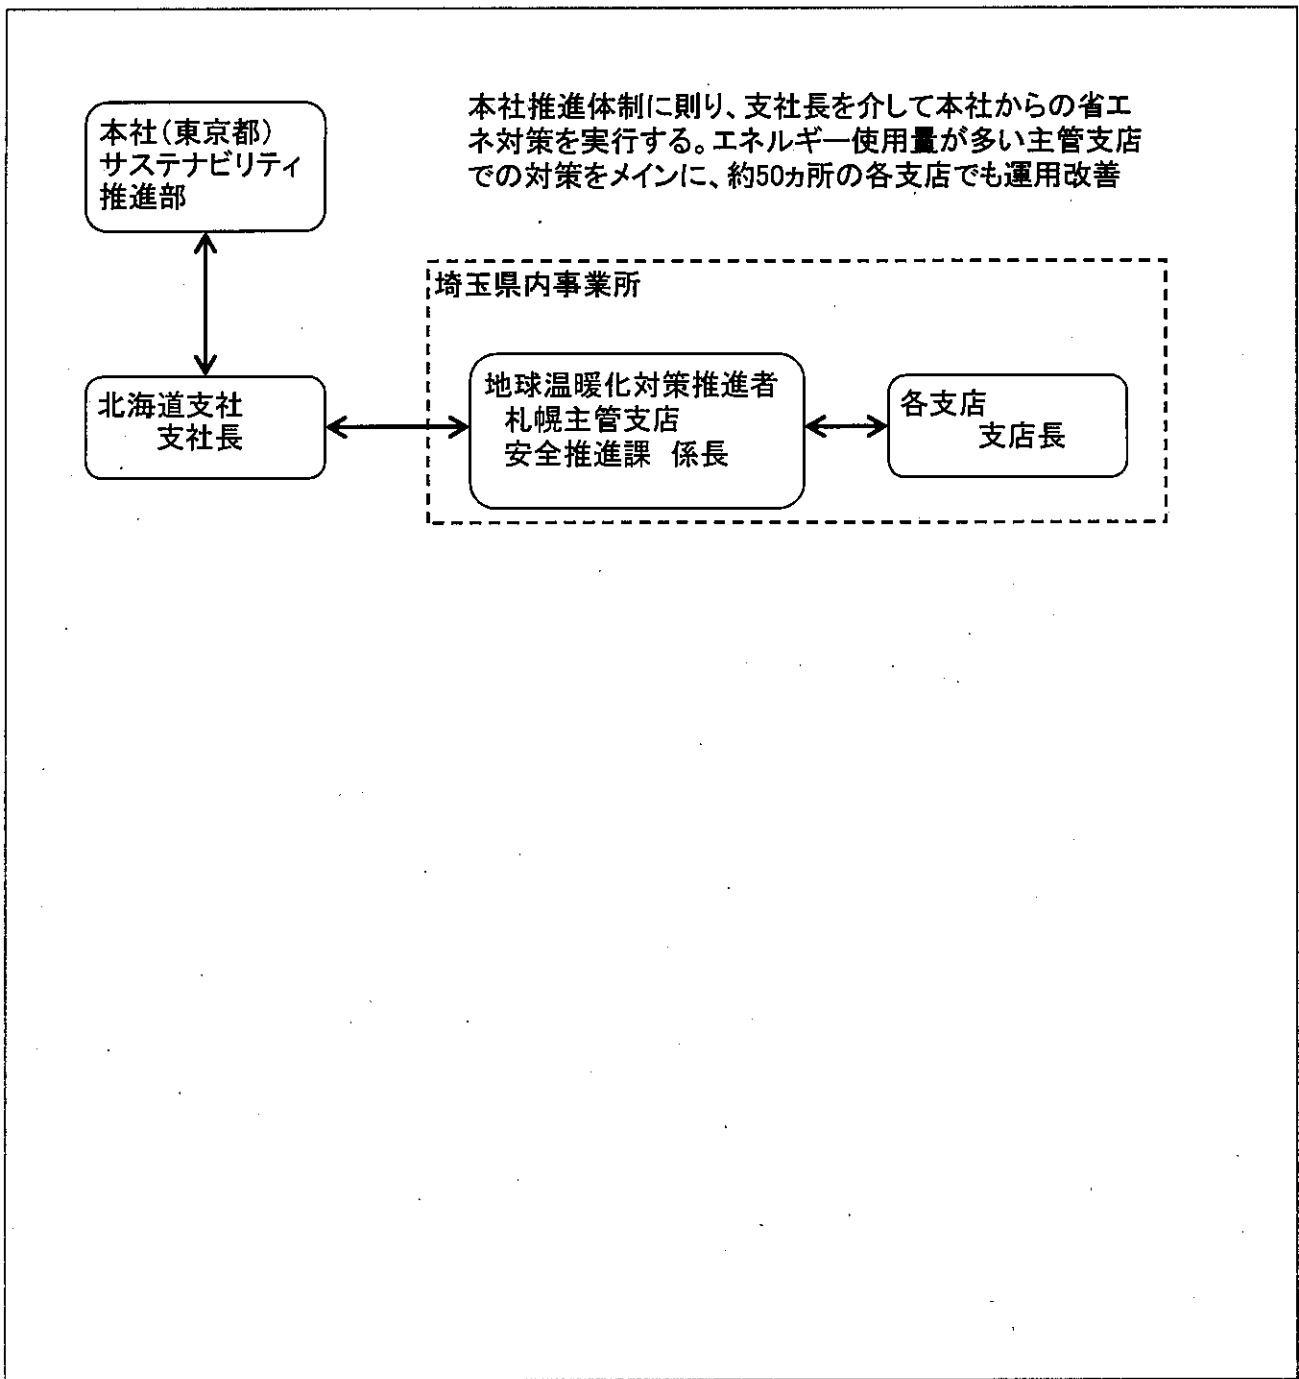 本社(東京都)
サステナビリティ
推進部
本社推進体制に則り、支社長を介して本社からの省エ
ネ対策を実行する。エネルギー使用量が多い主管支店
での対策をメインに、約50ヵ所の各支店でも運用改善
埼玉県内事業所
北海道支社
支社長
地球温暖化対策推進者
札幌主管支店
安全推進課 係長
各支店
支店長